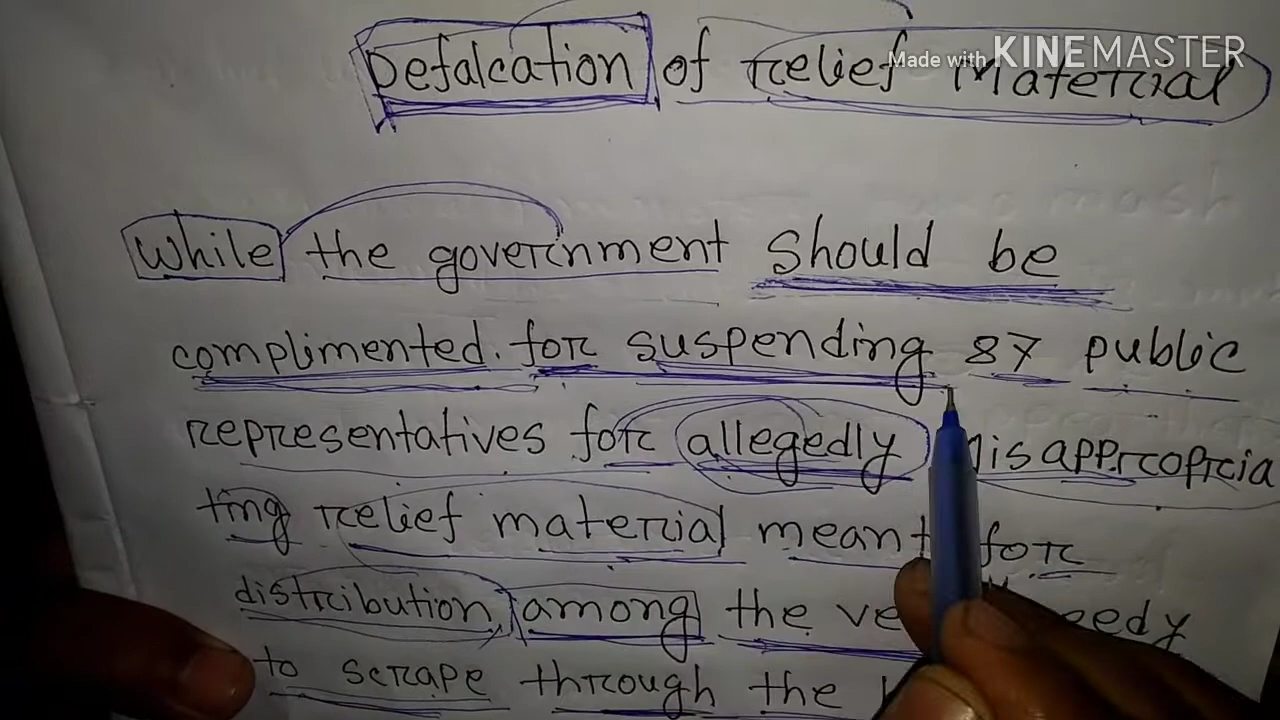 Made with KINEMASTER
Defalcation of relief Material
While the government should be
complimented. for suspending 87 public
representatives for allegedly disappropria
ting relief material meant for
distribution, among the
to scrape through the